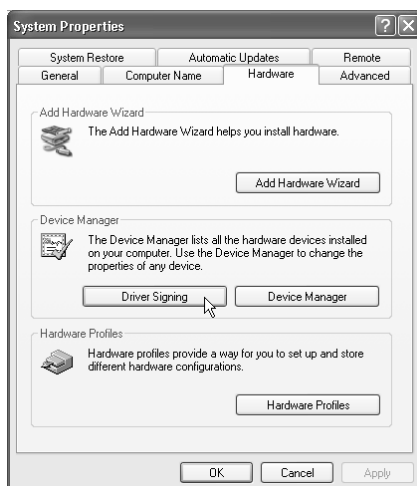 System Properties
System Restore Automatic Updates Remote
General Computer Name Hardware Advanced
Add Hardware Wizard
The Add Hardware Wizard helps you install hardware.
Add Hardware Wizard
Device Manager
The Device Manager lists all the hardware devices installed
on your computer. Use the Device Manager to change the
properties of any device.
Driver Signing Device Manager
Hardware Profiles
Hardware profiles provide a way for you to set up and store
different hardware configurations.
Hardware Profiles
OK Cancel Apply